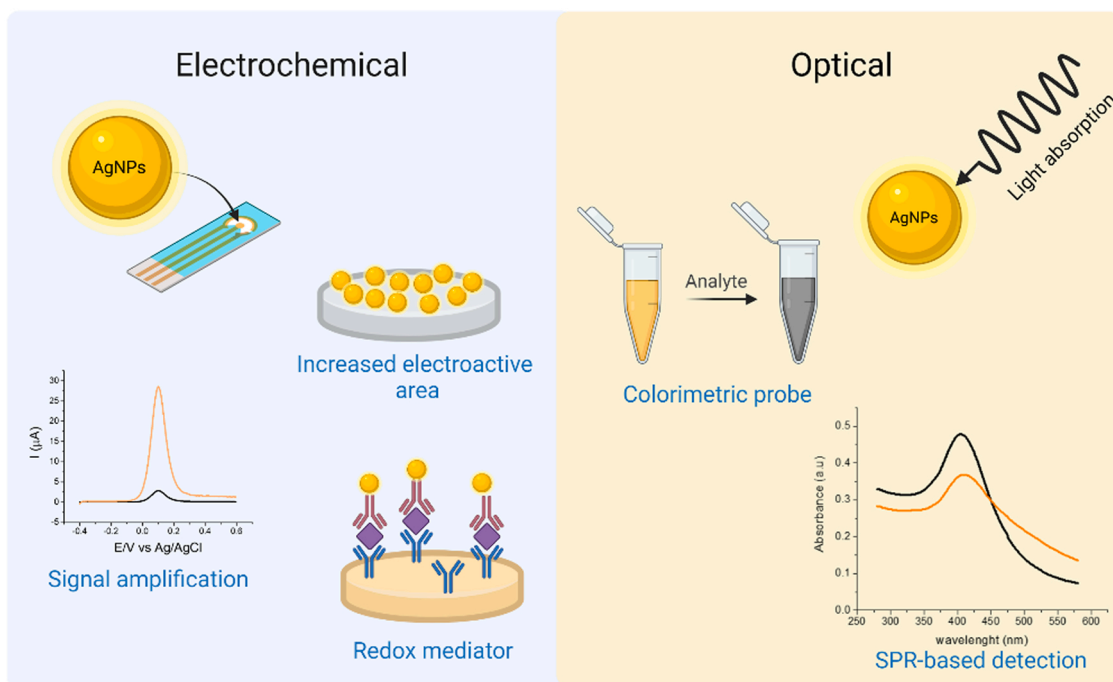 Electrochemical
AgNPs
Increased electroactive
area
I (µA)
30
25
20
15
10
5
0
-5
-0.4
-0.2
0.0
0.2
0.4
0.6
E/V vs Ag/AgCl
Signal amplification
Redox mediator
Optical
Light absorption
AgNPs
Analyte
Colorimetric probe
Absorbance (a.u)
0.5
0.4
0.3
0.2
0.1
0.0
250
300
350
400
450
500
550
600
wavelenght (nm)
SPR-based detection